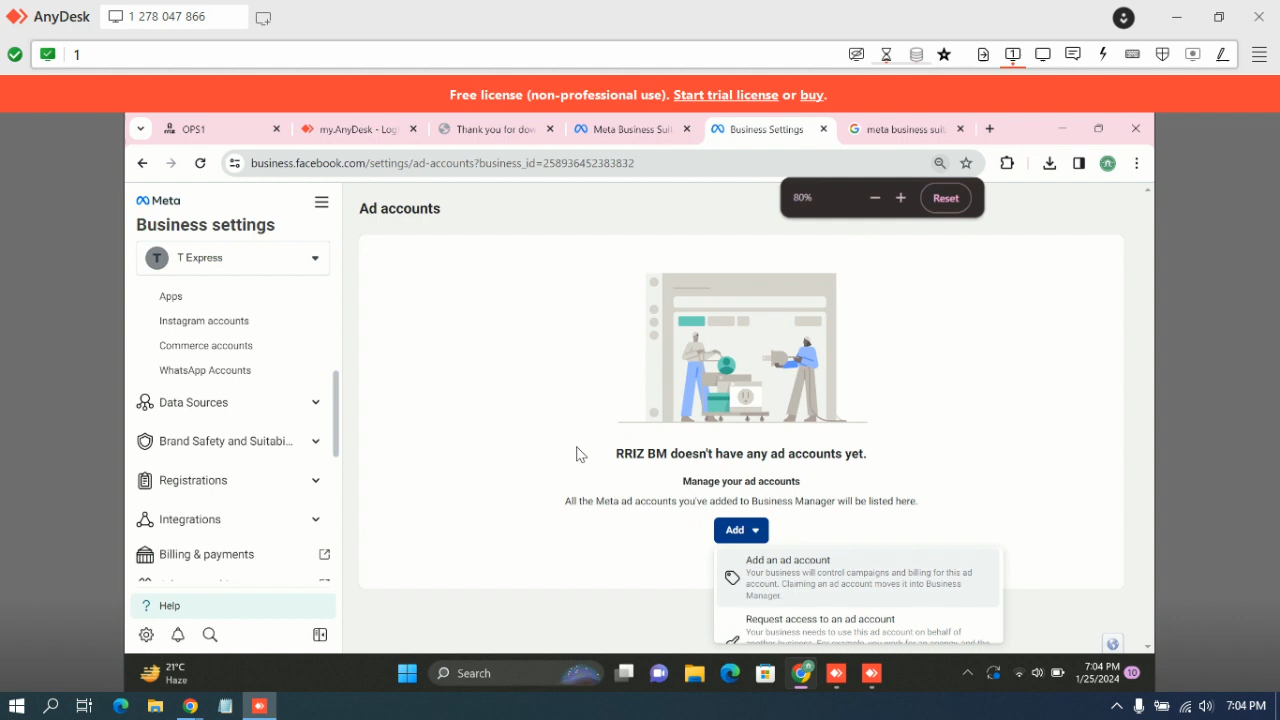 AnyDesk
1 278 047 866
1
Free license (non-professional use). Start trial license or buy.
OPS1
my.AnyDesk - Log
Thank you for dow
Meta Business Sui
Business Settings
meta business suit
business.facebook.com/settings/ad-accounts?business_id=258936452383832
80%
Reset
Meta
Business settings
T
T Express
Apps
Instagram accounts
Commerce accounts
WhatsApp Accounts
Data Sources
Brand Safety and Suitabi...
Registrations
Integrations
Billing & payments
Help
Ad accounts
RRIZ BM doesn't have any ad accounts yet.
Manage your ad accounts
All the Meta ad accounts you've added to Business Manager will be listed here.
Add
Add an ad account
Your business will control campaigns and billing for this ad
account. Claiming an ad account moves it into Business
Manager.
Request access to an ad account
Your business needs to use this ad account on behalf of
21°C
Haze
Search
7:04 PM
1/25/2024
10
7:04 PM